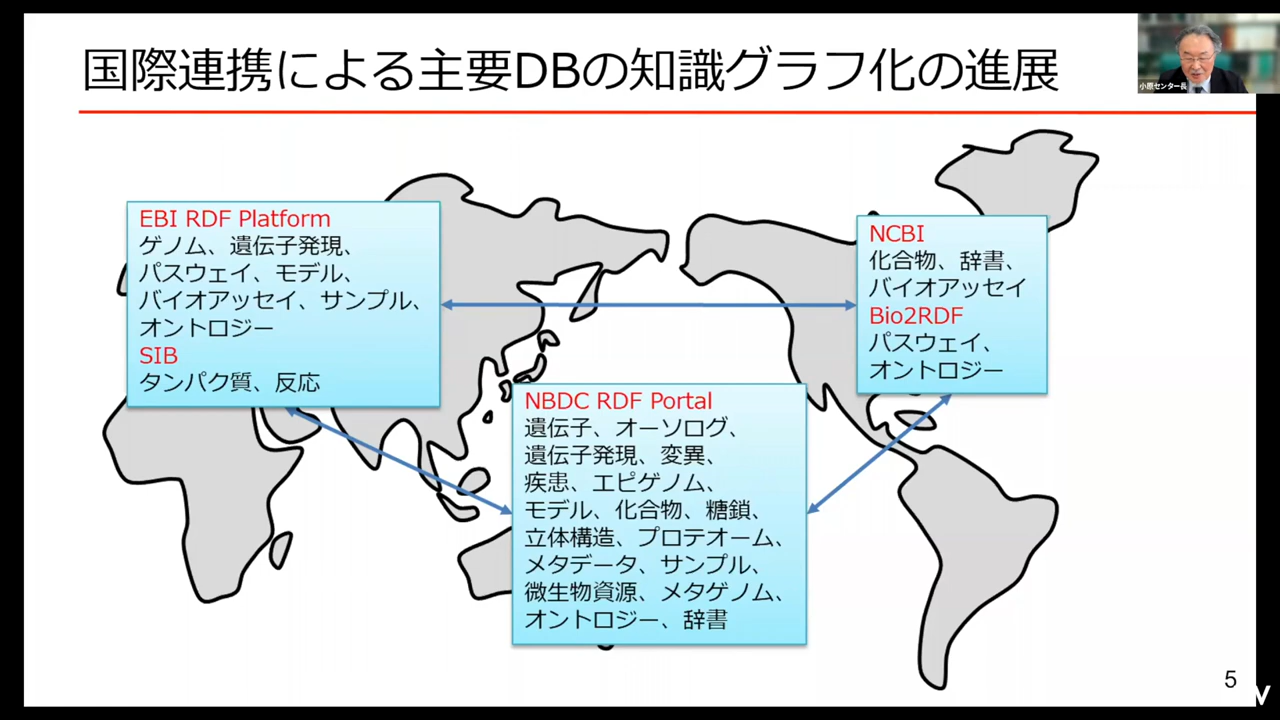 国際連携による主要DBの知識グラフ化の進展
小原センター長
EBI RDF Platform
ゲノム、遺伝子発現、
パスウェイ、モデル、
バイオアッセイ、サンプル、
オントロジー
SIB
タンパク質、反応
NCBI
化合物、辞書、
バイオアッセイ
Bio2RDF
パスウェイ、
オントロジー
NBDC RDF Portal
遺伝子、オーソログ、
遺伝子発現、変異、
疾患、エピゲノム、
モデル、化合物、糖鎖、
立体構造、プロテオーム、
メタデータ、サンプル、
微生物資源、メタゲノム、
オントロジー、辞書
5